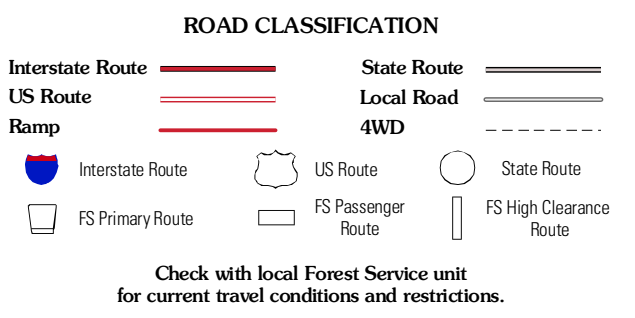 ROAD CLASSIFICATION
Interstate Route
State Route
US Route
Local Road
Ramp
4WD
Interstate Route
US Route
State Route
FS Primary Route
FS Passenger
Route
FS High Clearance
Route
Check with local Forest Service unit
for current travel conditions and restrictions.